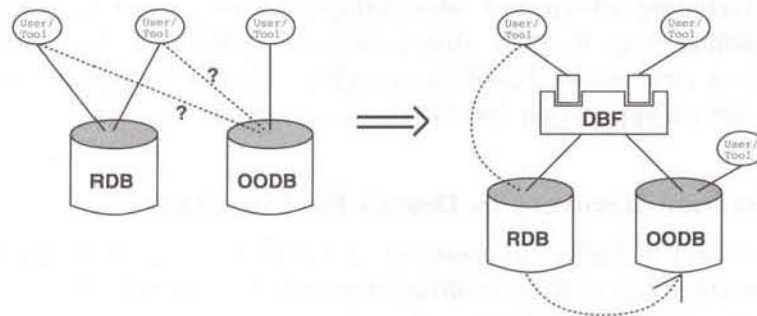 User/
Tool
User/
Tool
User/
Tool
?
?
RDB
OODB
User/
Tool
User/
Tool
DBF
User/
Tool
RDB
OODB